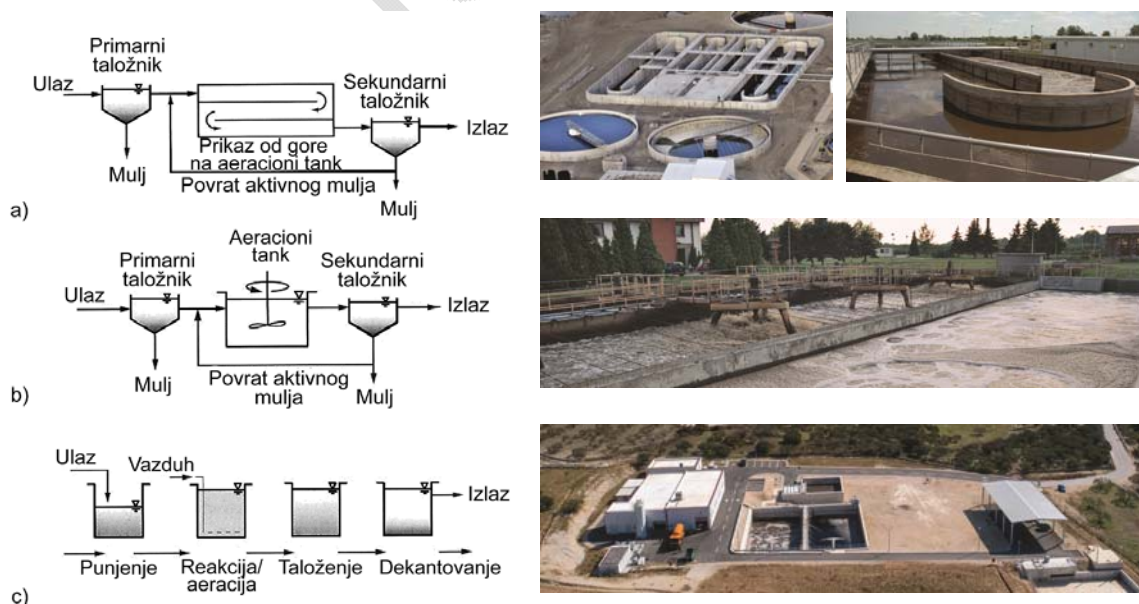 Primarni
taložnik
Ulaz
Sekundarni
taložnik
Izlaz
Prikaz od gore
na aeracioni tank
Mulj
Povrat aktivnog mulja
Mulj
a)
Aeracioni
tank
Primarni
taložnik
Sekundarni
taložnik
Ulaz
Izlaz
Mulj
Povrat aktivnog
mulja
Mulj
b)
Ulaz
Vazduh
Izlaz
Punjenje
Reakcija/
aeracija
Taloženje
Dekantovanje
c)